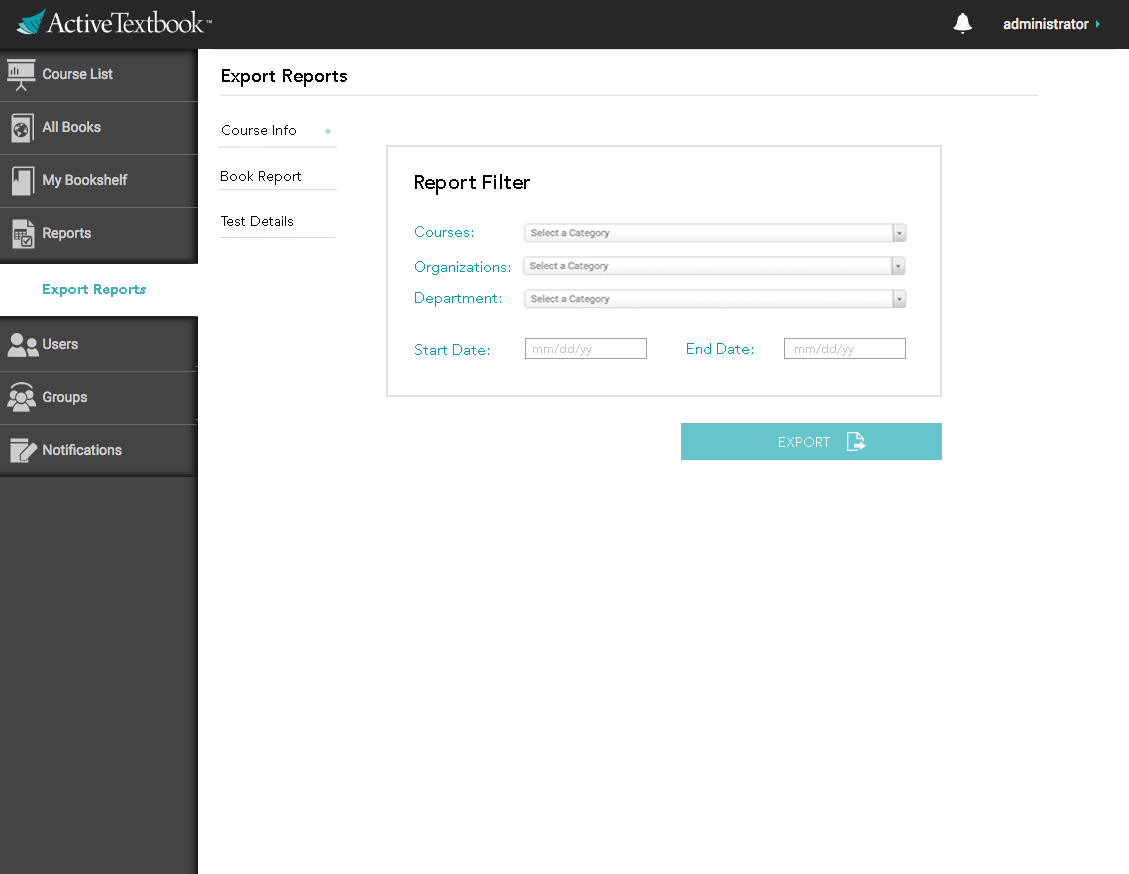 ActiveTextbook™
administrator
Course List
All Books
My Bookshelf
Reports
Export Reports
Users
Groups
Notifications
Export Reports
Course Info
Book Report
Test Details
Report Filter
Courses: Select a Category
Organizations: Select a Category
Department: Select a Category
Start Date: mm/dd/yy End Date: mm/dd/yy
EXPORT